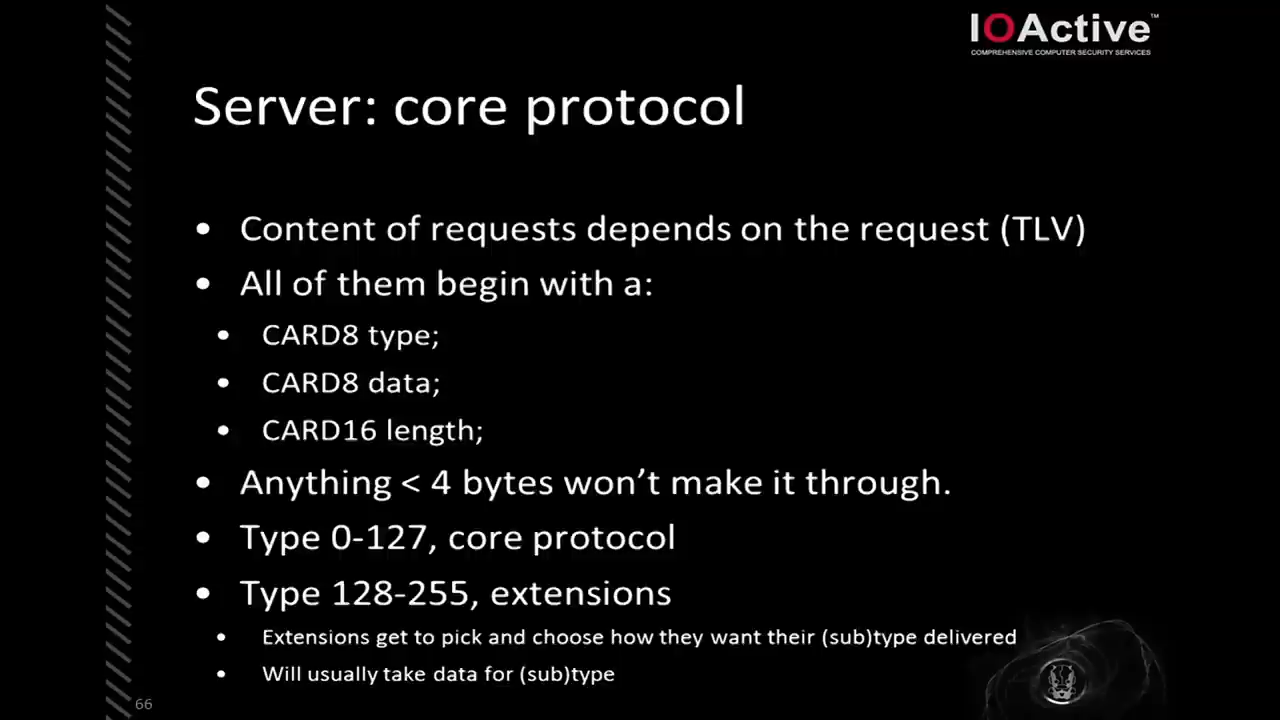 IOActive™
COMPREHENSIVE COMPUTER SECURITY SERVICES
Server: core protocol
• Content of requests depends on the request (TLV)
• All of them begin with a:
• CARD8 type;
• CARD8 data;
• CARD16 length;
• Anything < 4 bytes won’t make it through.
• Type 0-127, core protocol
• Type 128-255, extensions
• Extensions get to pick and choose how they want their (sub)type delivered
• Will usually take data for (sub)type
66